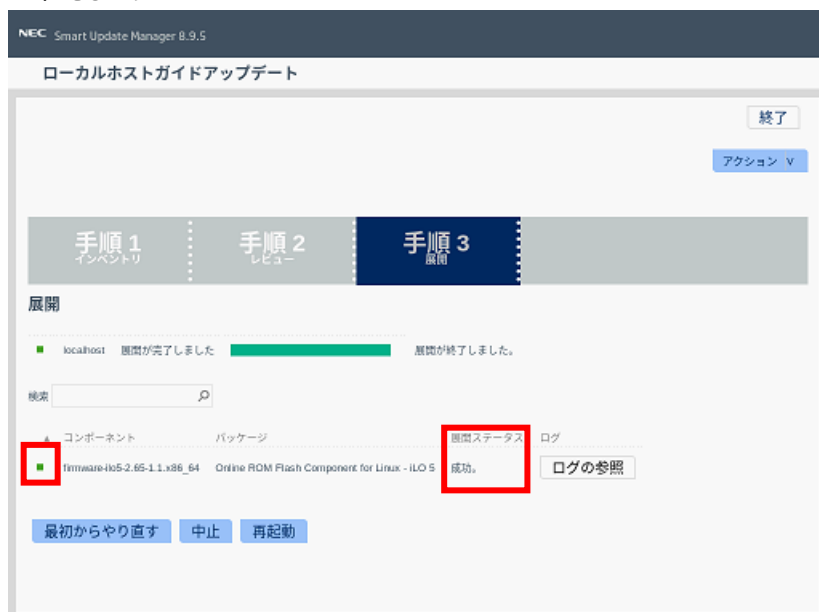 NEC Smart Update Manager 8.9.5
ローカルホストガイドアップデート
終了
アクション ∨
手順 1
インベントリ
手順 2
レビュー
手順 3
展開
展開
localhost 展開が完了しました 展開が終了しました。
検索
▲ コンポーネント パッケージ 展開ステータス ログ
firmware-ilo5-2.65-1.1.x86_64 Online ROM Flash Component for Linux - iLO 5 成功。 ログの参照
最初からやり直す 中止 再起動